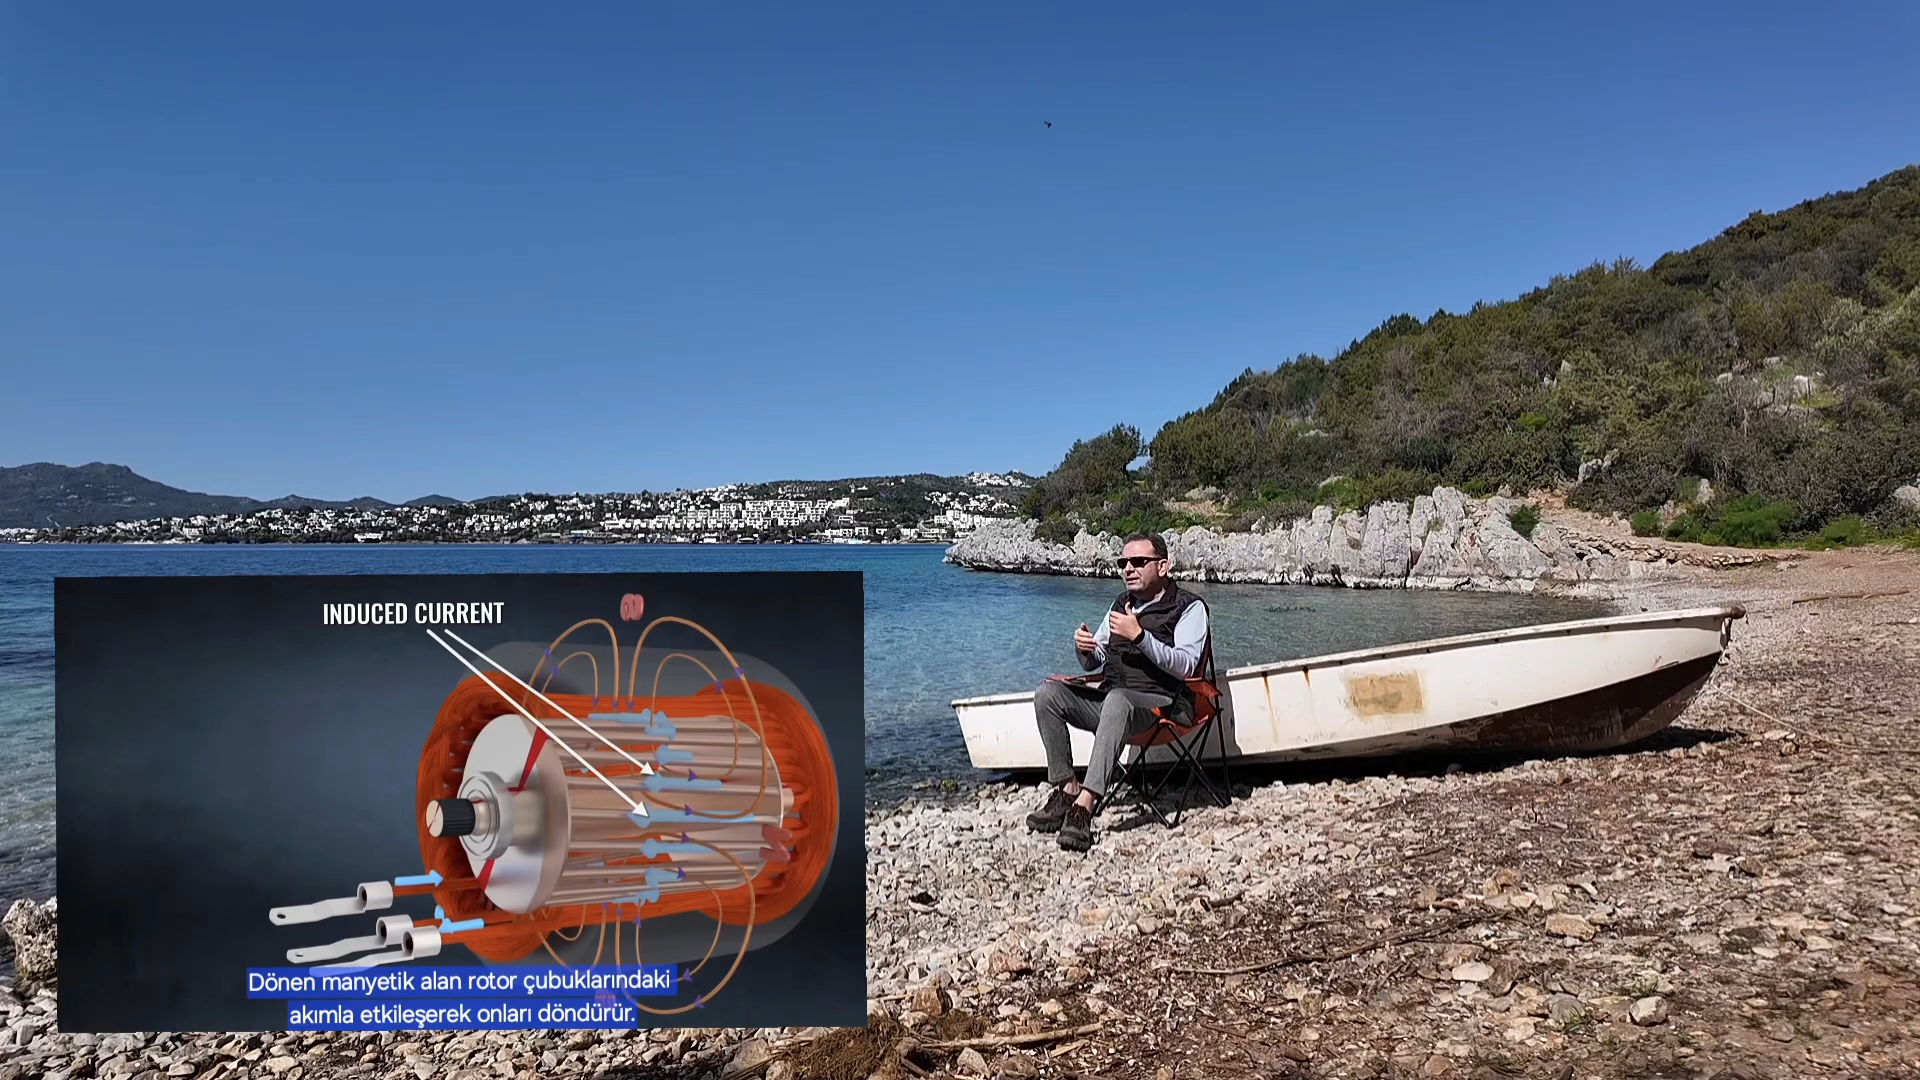 INDUCED CURRENT
Dönen manyetik alan rotor çubuklarındaki
akımla etkileşerek onları döndürür.